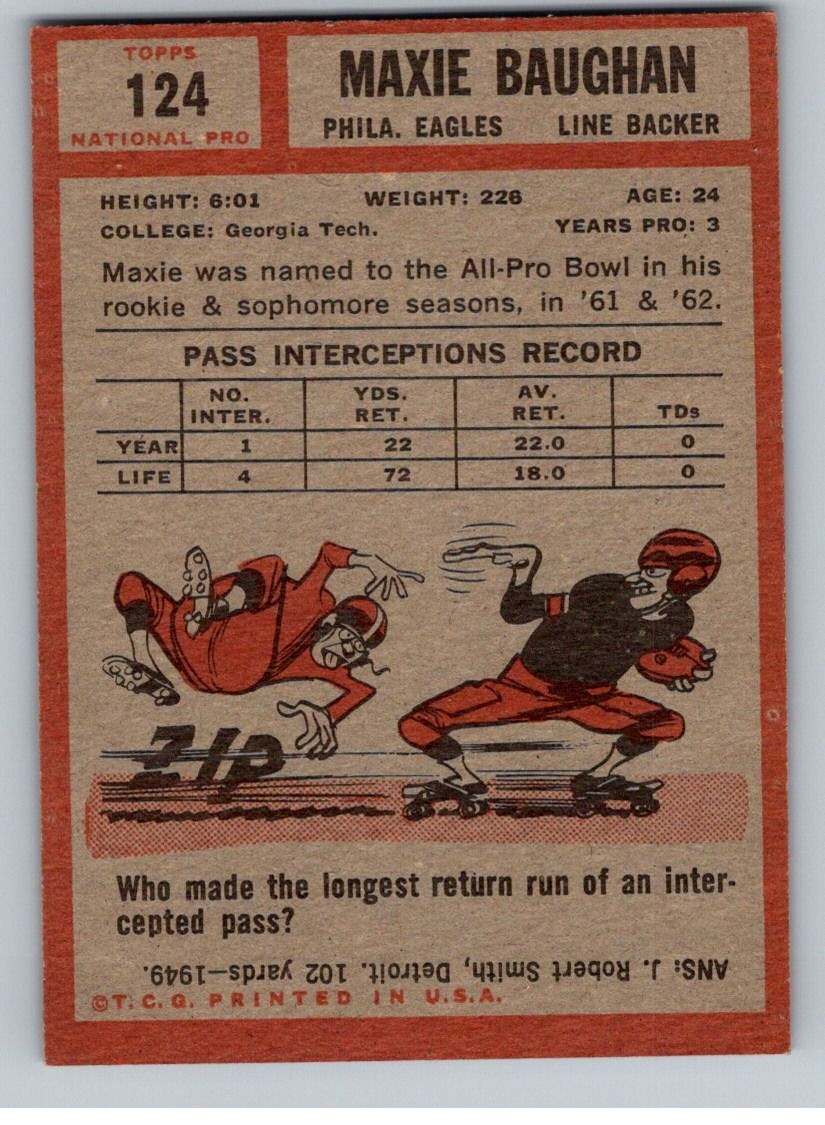 TOPPS
124
NATIONAL PRO
MAXIE BAUGHAN
PHILA. EAGLES LINE BACKER
HEIGHT: 6:01 WEIGHT: 226 AGE: 24
COLLEGE: Georgia Tech. YEARS PRO: 3
Maxie was named to the All-Pro Bowl in his
rookie & sophomore seasons, in '61 & '62.
PASS INTERCEPTIONS RECORD
NO. INTER. YDS. RET. AV. RET. TDs
YEAR 1 22 22.0 0
LIFE 4 72 18.0 0
ZIP
Who made the longest return run of an inter-
cepted pass?
ANS: J. Robert Smith, Detroit. 102 yards—1949.
©T.C.G. PRINTED IN U.S.A.